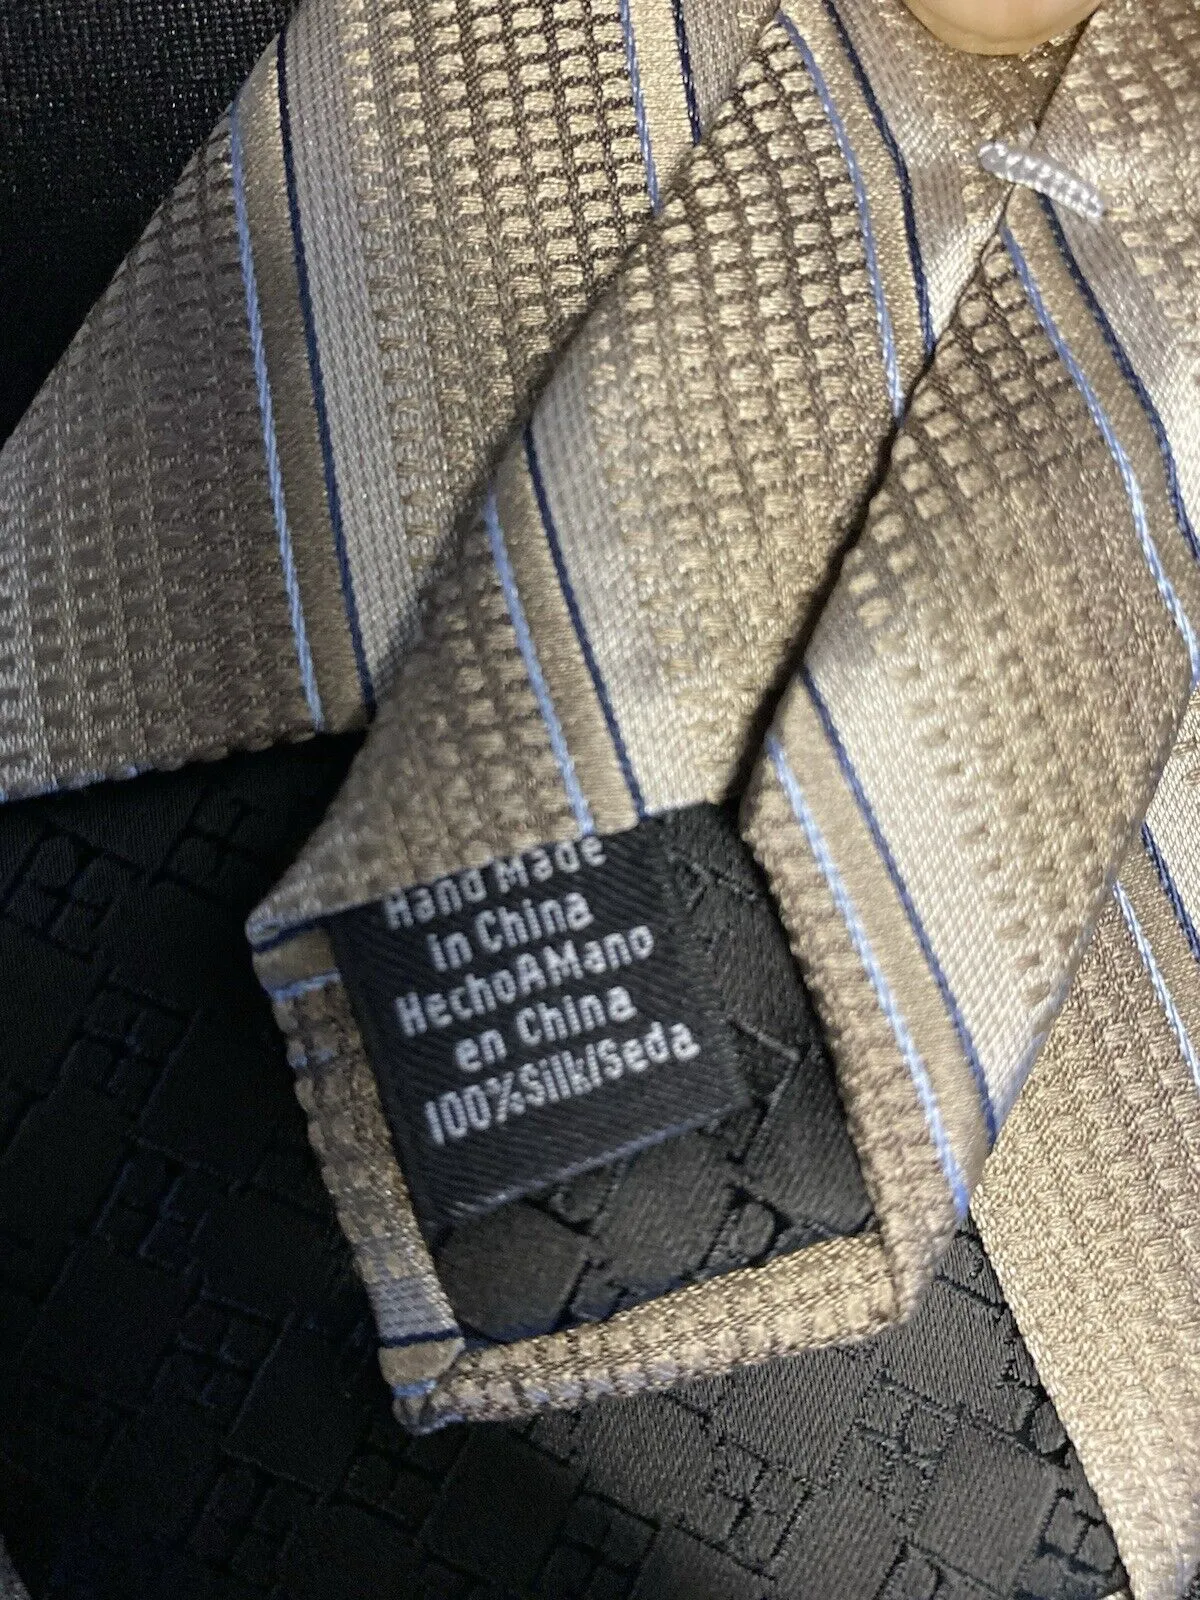 Hand Made
in China
HechoAMano
en China
100%Silk/Seda